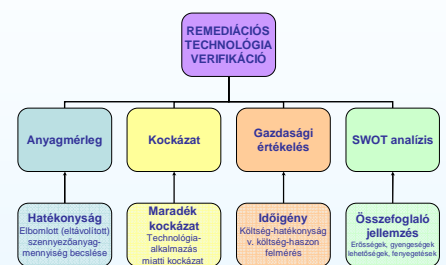 REMEDIÁCIÓS
TECHNOLÓGIA
VERIFIKÁCIÓ
Anyagmérleg
Kockázat
Gazdasági
értékelés
SWOT analízis
Hatékonyság
Elbomlott (eltávolított)
szennyezőanyag-
mennyiség becslése
Maradék
kockázat
Technológia-
alkalmazás
miatti kockázat
Időigény
Költség-hatékonyság
v. költség-haszon
felmérés
Összefoglaló
jellemzés
Erősségek, gyengeségek
lehetőségek, fenyegetések